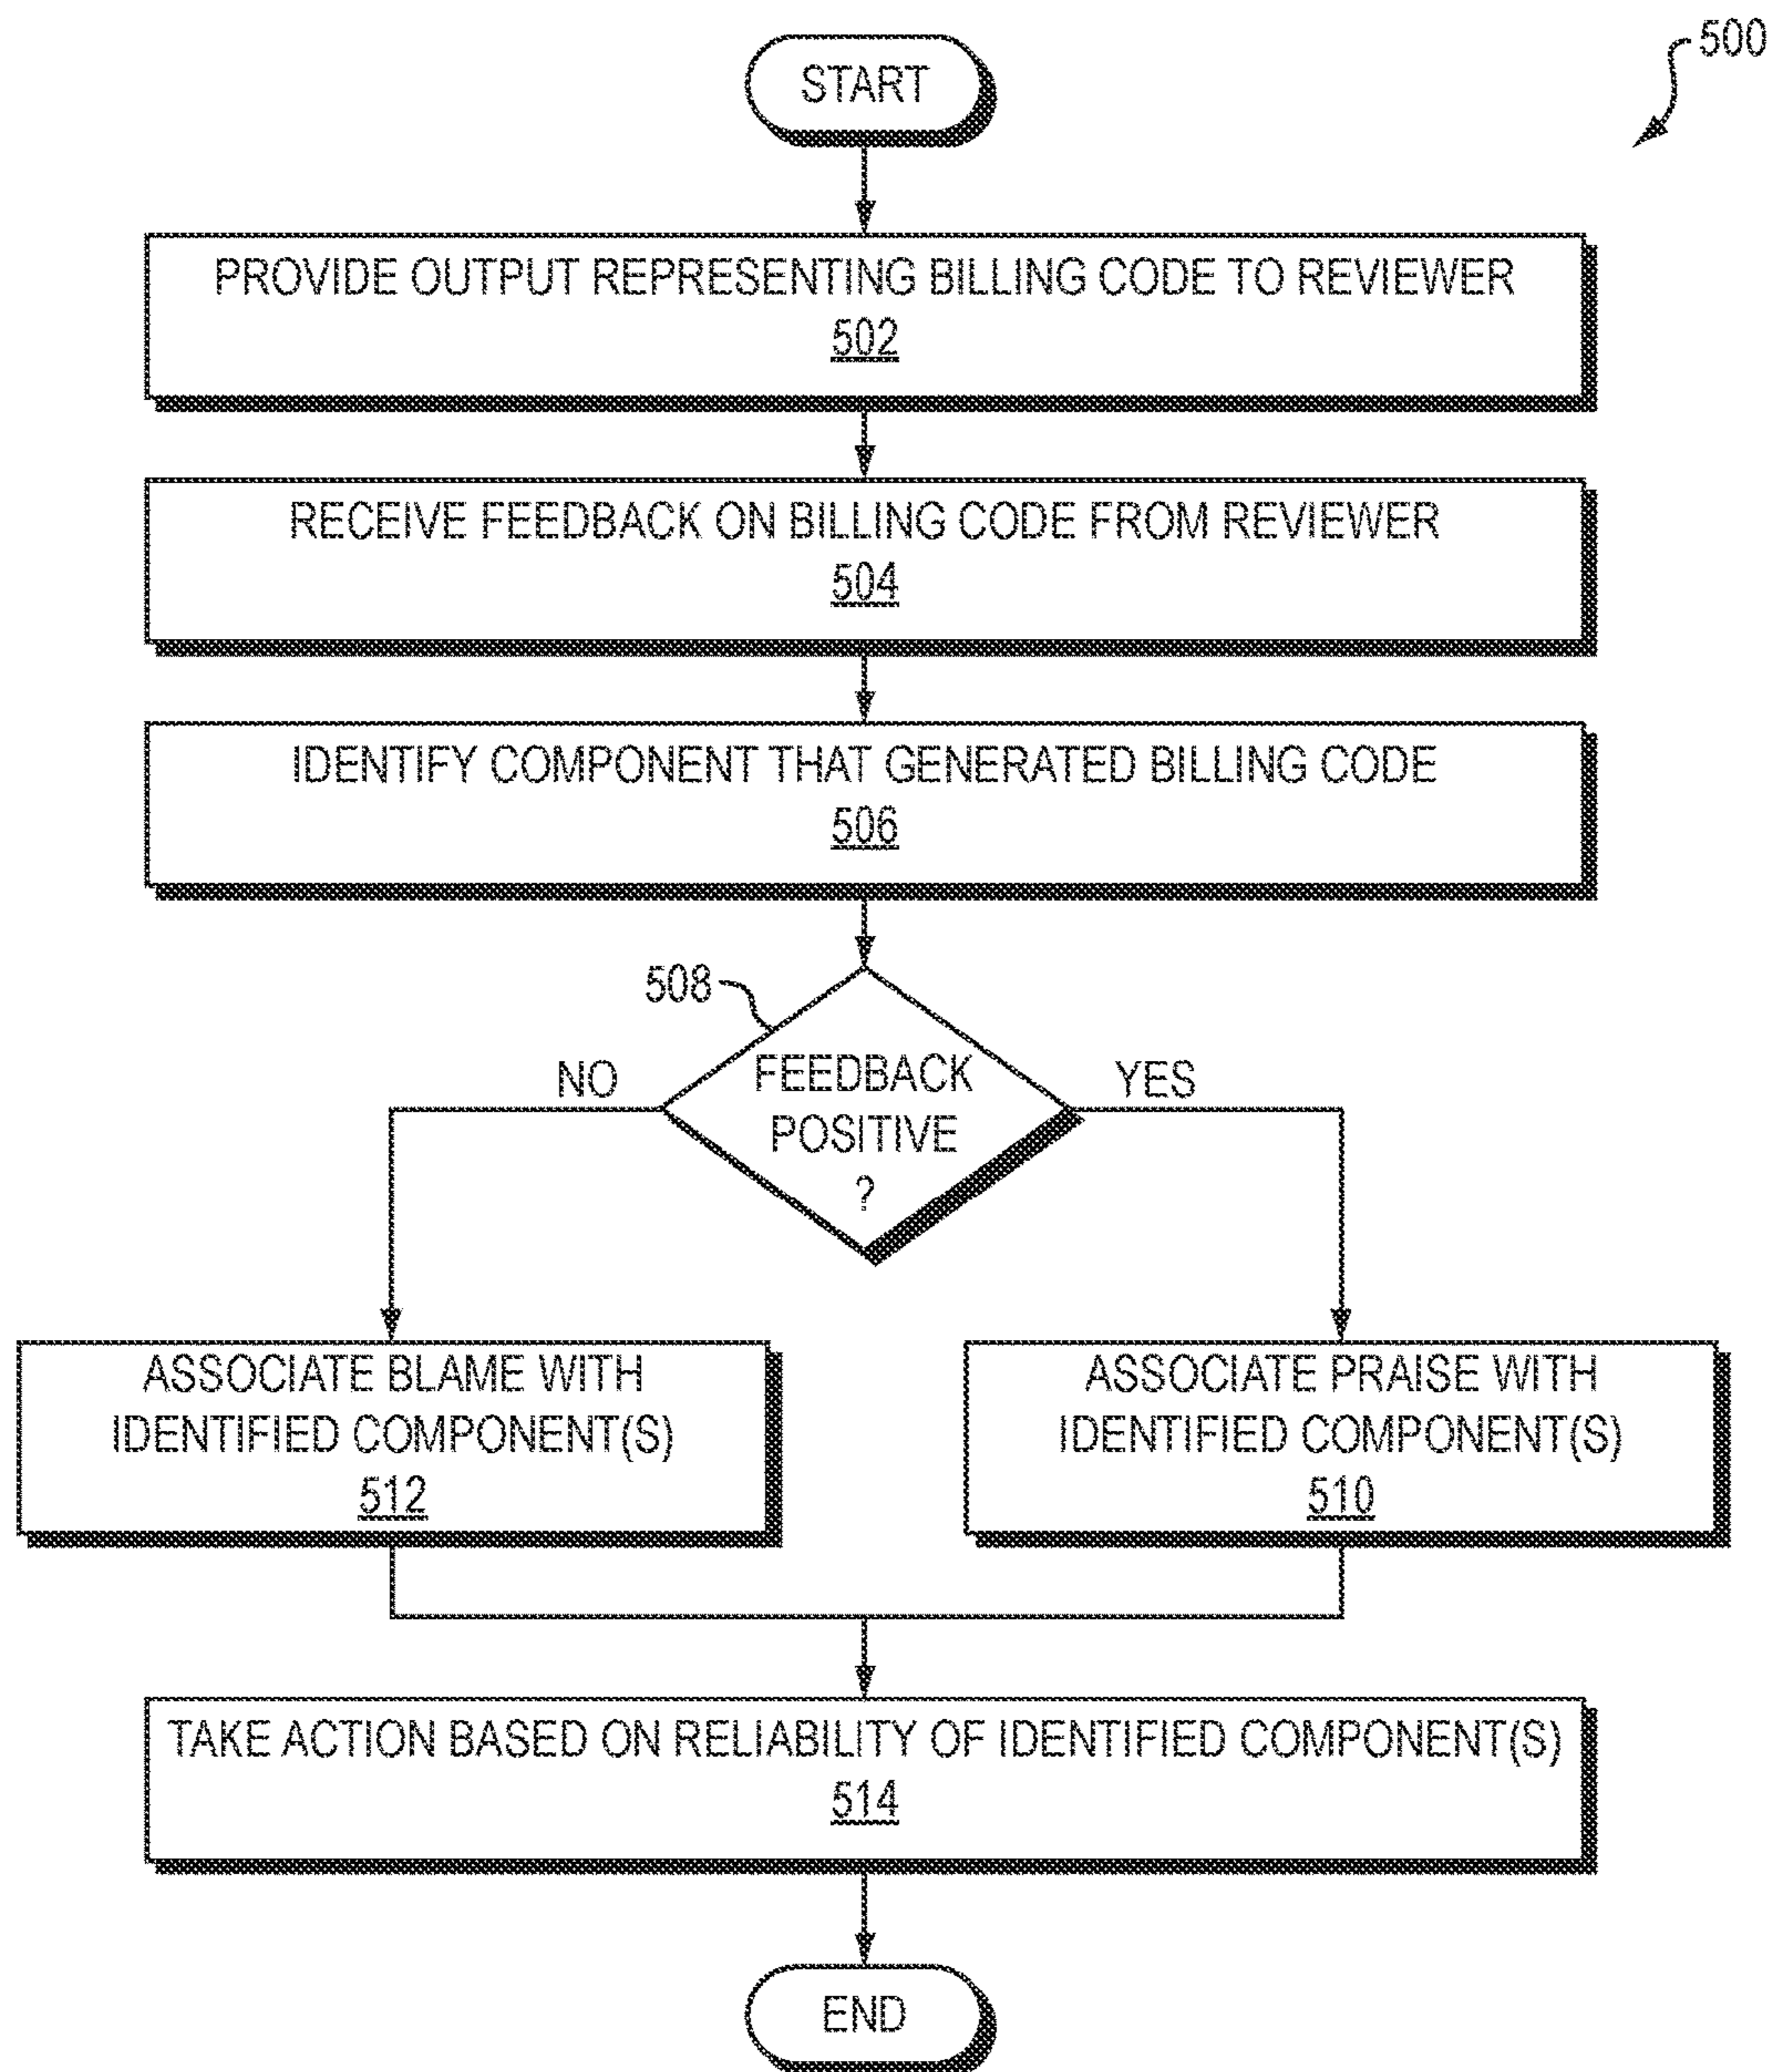 500
START
PROVIDE OUTPUT REPRESENTING BILLING CODE TO REVIEWER
502
RECEIVE FEEDBACK ON BILLING CODE FROM REVIEWER
504
IDENTIFY COMPONENT THAT GENERATED BILLING CODE
506
508
NO
FEEDBACK
POSITIVE
?
YES
ASSOCIATE BLAME WITH
IDENTIFIED COMPONENT(S)
512
ASSOCIATE PRAISE WITH
IDENTIFIED COMPONENT(S)
510
TAKE ACTION BASED ON RELIABILITY OF IDENTIFIED COMPONENT(S)
514
END